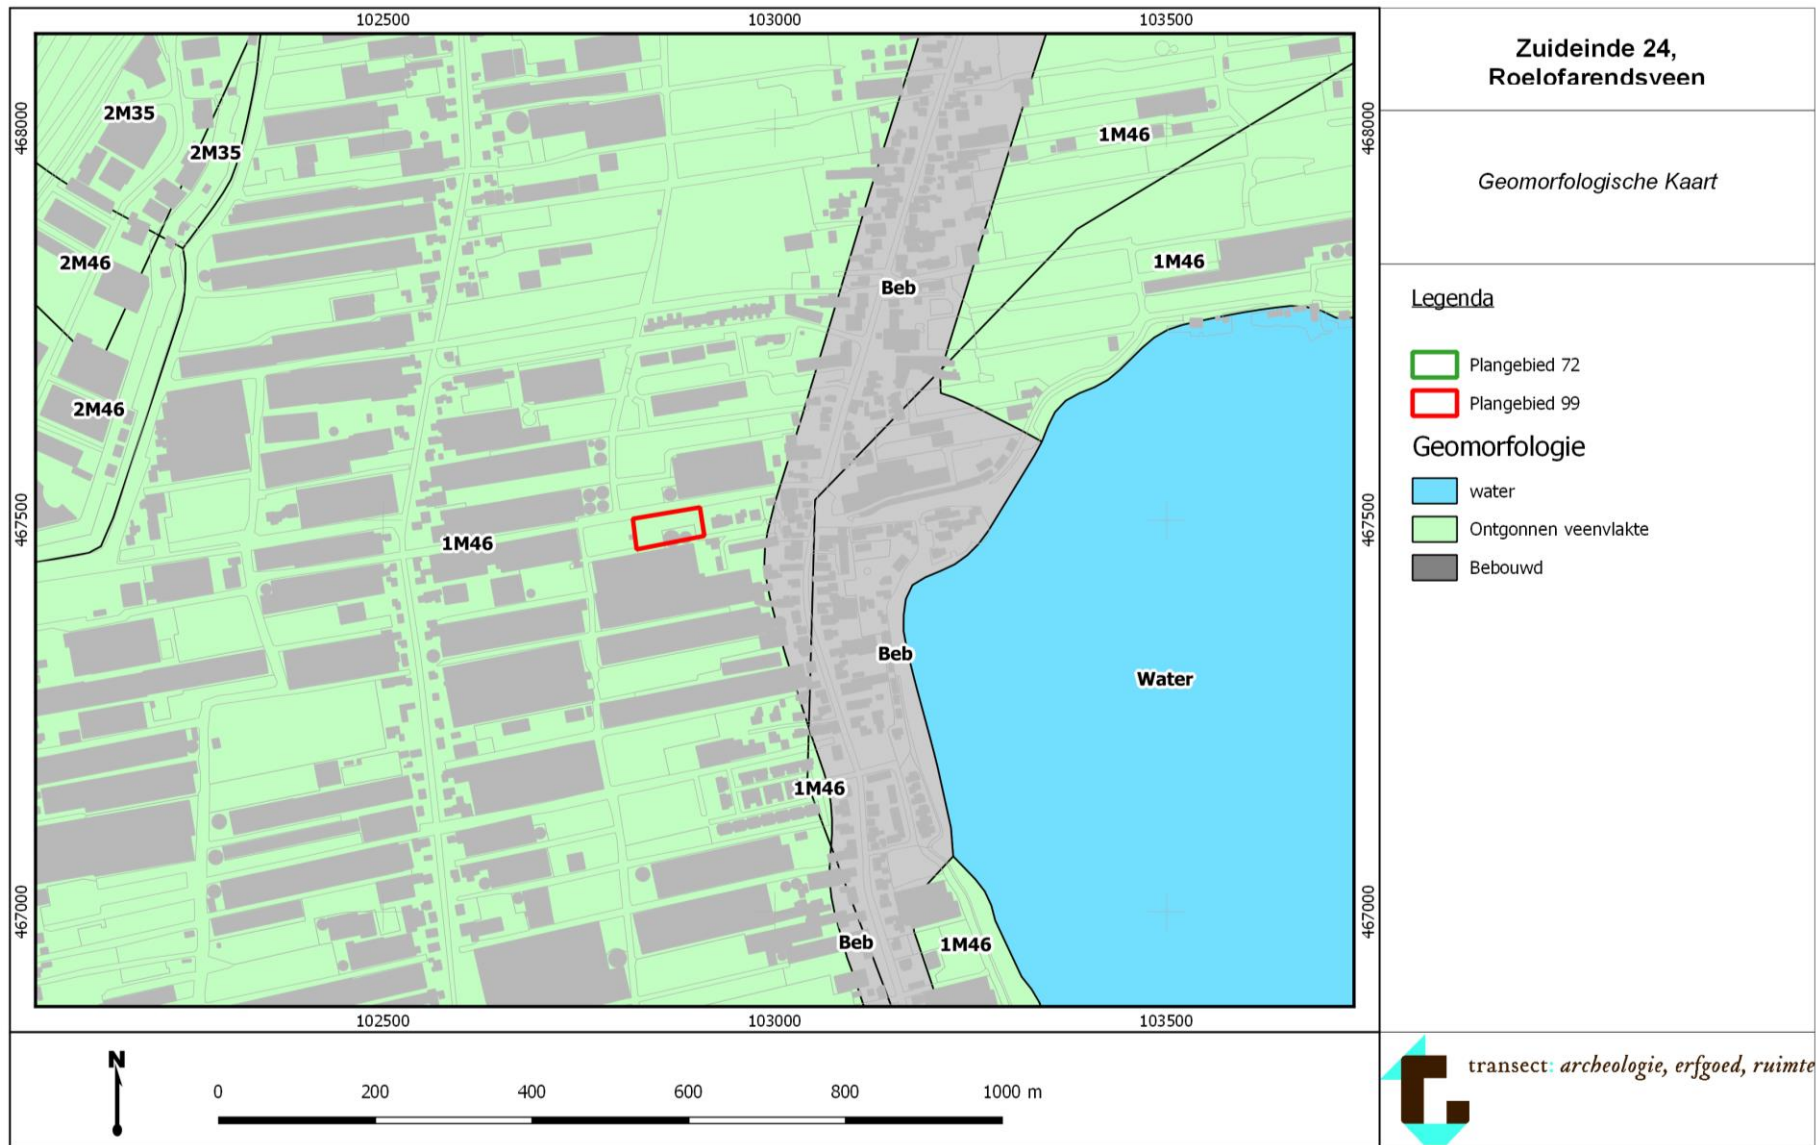 102500 103000 103500
468000 468000
467500 467500
467000 467000
2M35
2M35
1M46
2M46
1M46
Beb
2M46
1M46
Beb
Water
1M46
Beb
1M46
102500 103000 103500
N
0 200 400 600 800 1000 m
Zuideinde 24,
Roelofarendsveen
Geomorfologische Kaart
Legenda
Plangebied 72
Plangebied 99
Geomorfologie
water
Ontgonnen veenvlakte
Bebouwd
transect: archeologie, erfgoed, ruimte